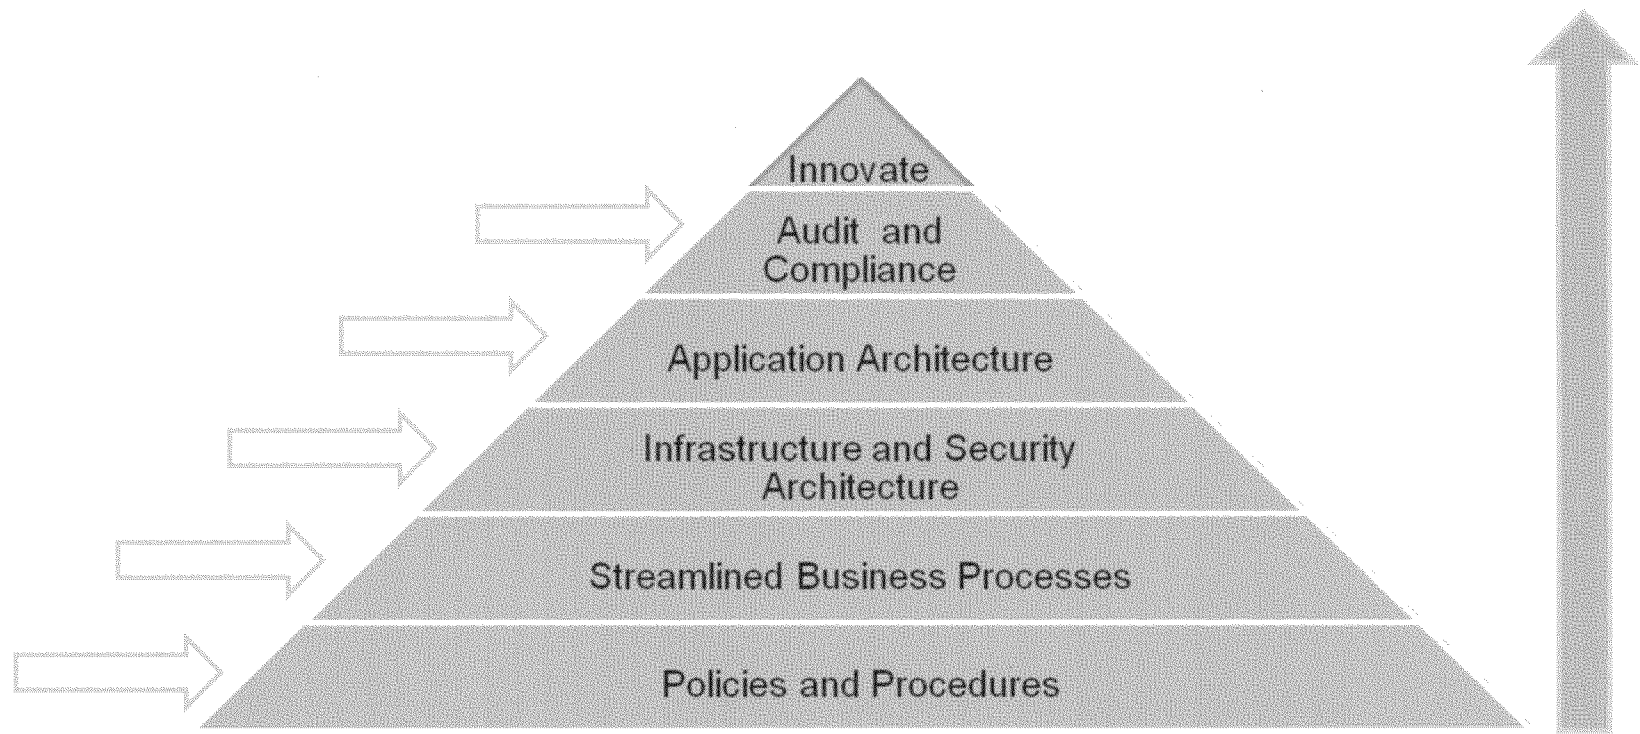 Innovate
Audit and
Compliance
Application Architecture
Infrastructure and Security
Architecture
Streamlined Business Processes
Policies and Procedures